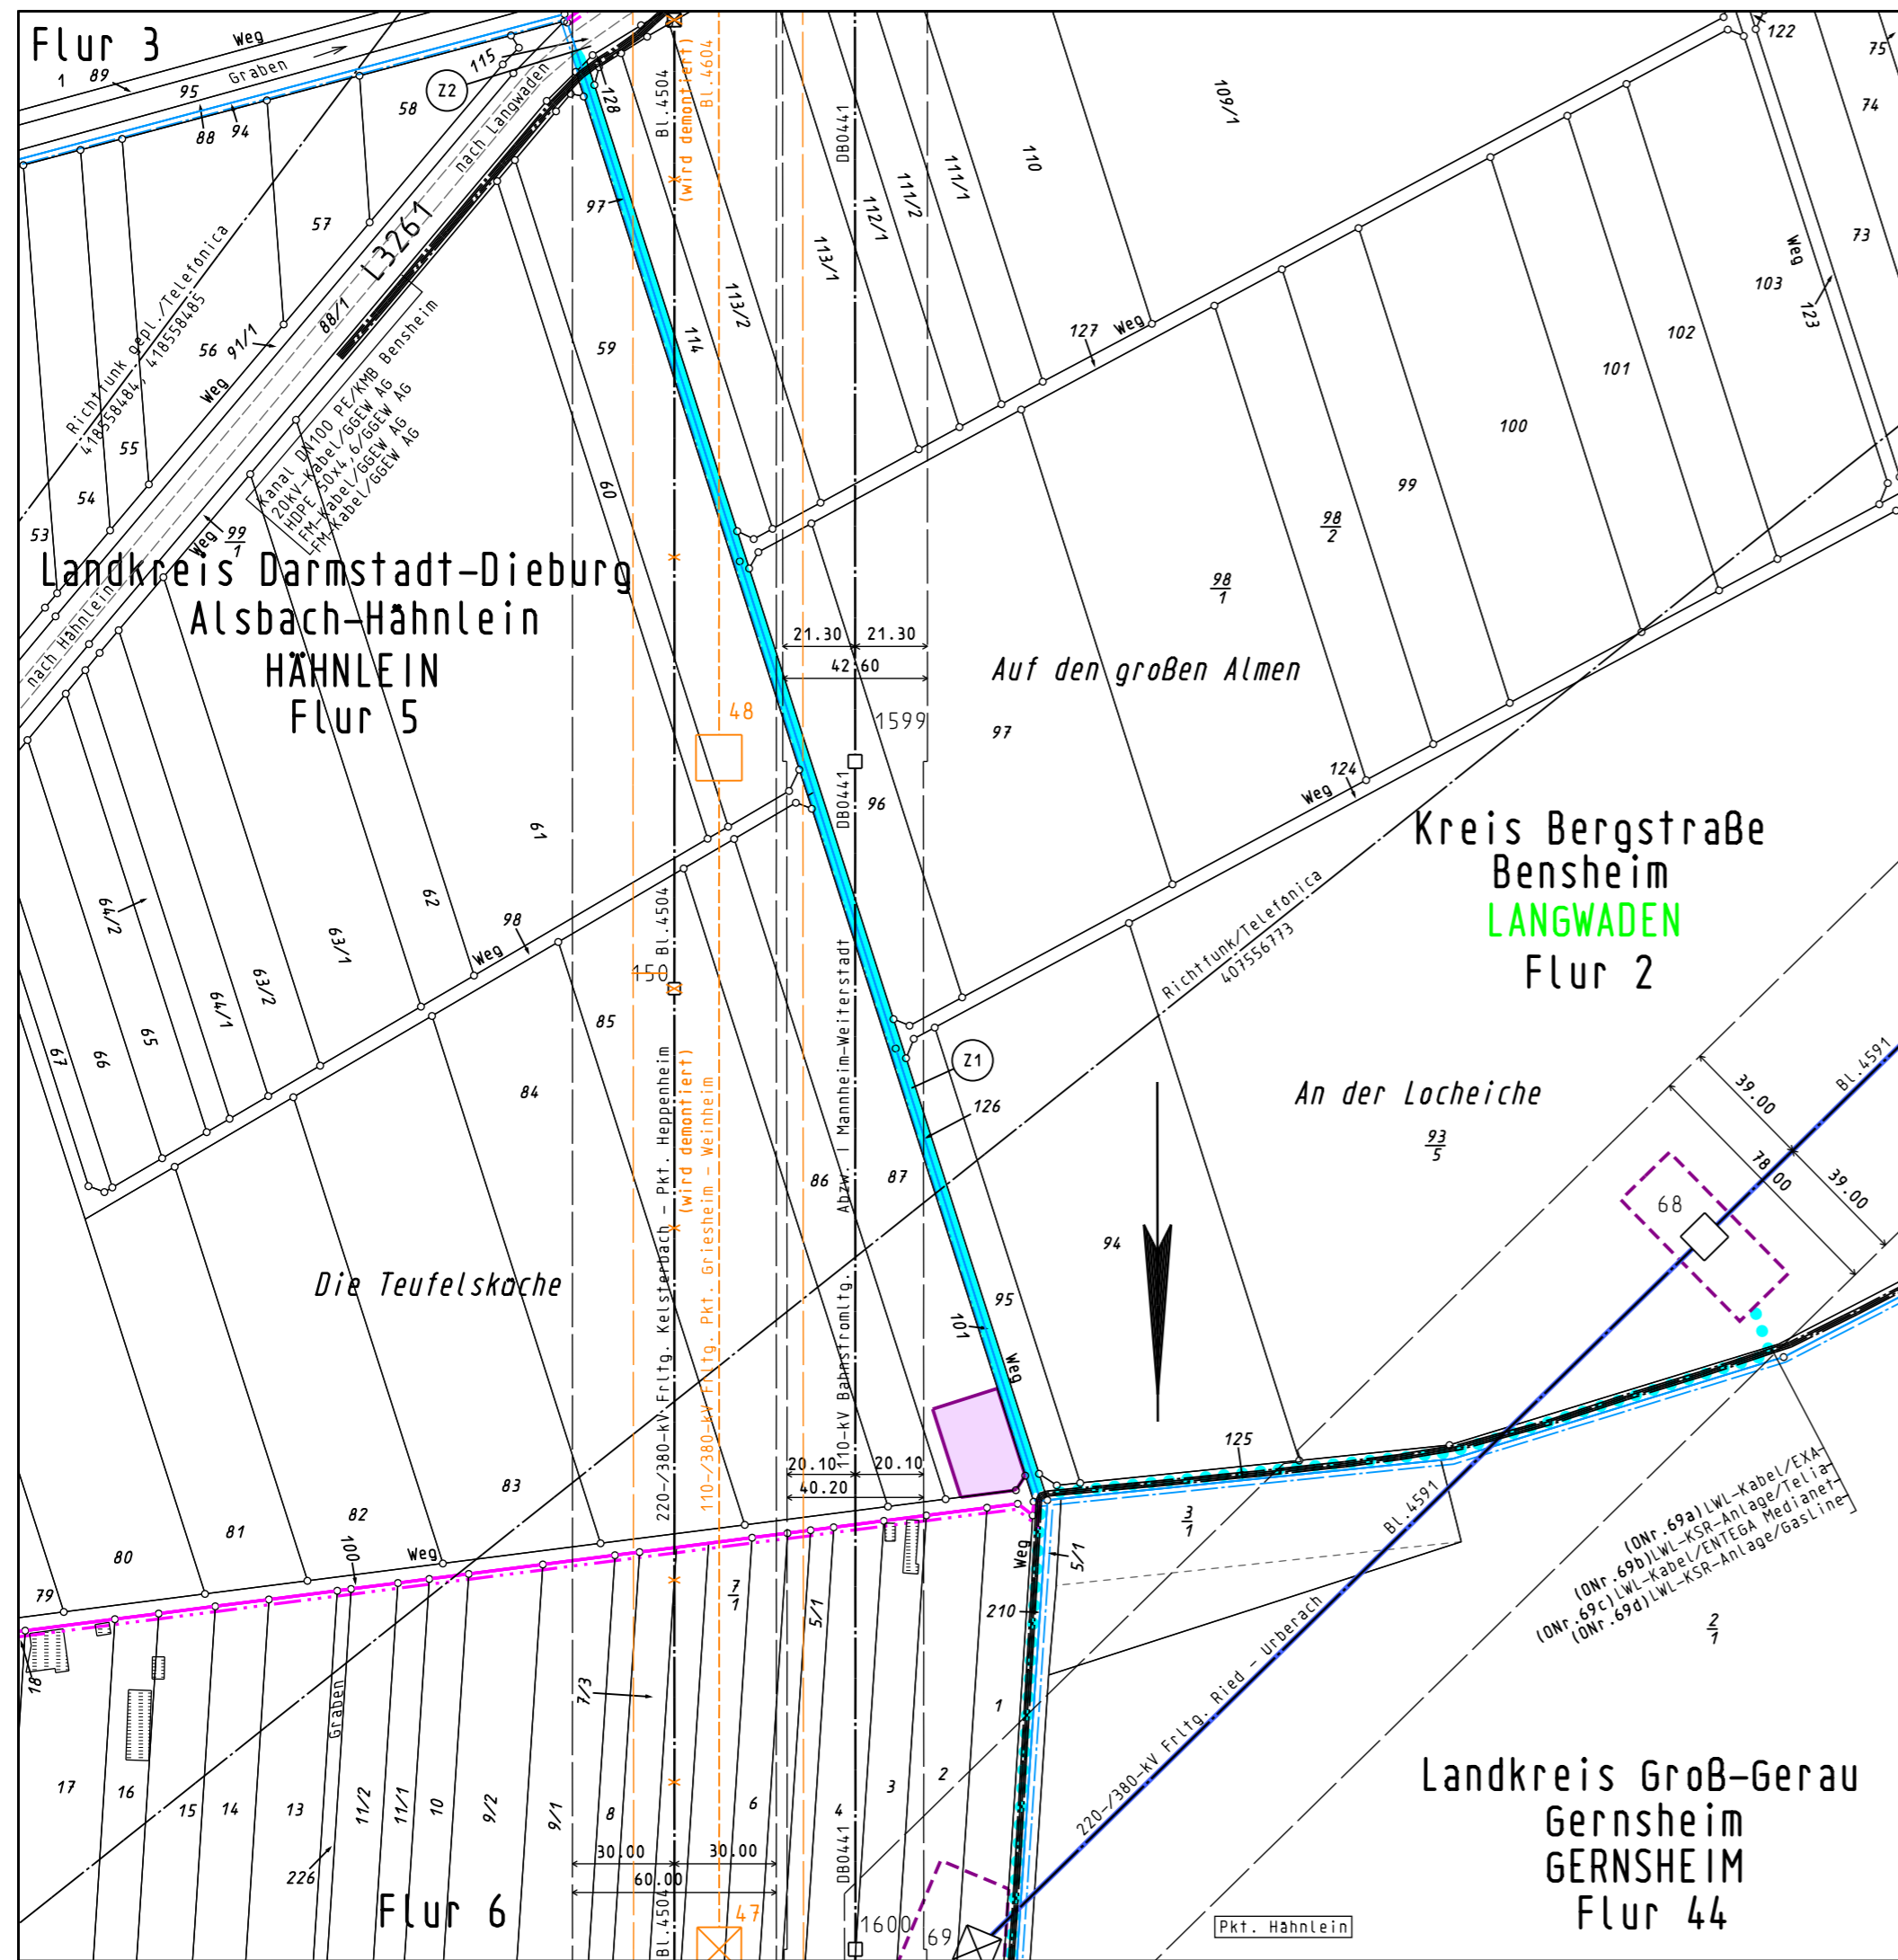 Flur 3
1
89
Weg
Graben
95
88
94
Z2
115
58
nach Langwaden
128
Bl.4504
(wird demontiert)
Bl.4604
DB0441
97
57
L3261
88/1
Richtfunk gepl./Telefonica
418558484, 418558485
56
91/1
Weg
55
54
53
Kanal DN100 PE/KMB Bensheim
20kV-Kabel/GGEW AG
HDPE 50x4,6/GGEW AG
FM-Kabel/GGEW AG
FM-Kabel/GGEW AG
Weg
99/1
nach Hähnlein
Landkreis Darmstadt-Dieburg
Alsbach-Hähnlein
HÄHNLEIN
Flur 5
59
60
114
113/2
113/1
112/1
111/2
111/1
110
109/1
122
75
74
73
Weg
103
123
127
Weg
102
101
100
99
98/2
98/1
21.30
21.30
42.60
Auf den großen Almen
97
1599
48
DB0441
96
124
Weg
Kreis Bergstraße
Bensheim
LANGWADEN
Flur 2
61
62
98
Weg
63/1
63/2
64/2
64/1
65
66
67
150
Bl.4504
85
84
Richtfunk/Telefonica
407556773
Z1
126
An der Locheiche
93/5
Bl.4591
39.00
78.00
39.00
68
220-/380-kV-Frltg. Kelsterbach - Pkt. Heppenheim
(wird demontiert)
110-/380-kV Frltg. Pkt. Griesheim - Weinheim
110-kV Bahnstromltg. Abzw. | Mannheim-Weiterstadt
86
87
94
95
101
Weg
Die Teufelsköche
83
82
81
80
79
100
Weg
20.10
20.10
40.20
125
3/1
5/1
Weg
210
Bl.4591
(ONr.69a)LWL-Kabel/EXA
(ONr.69b)LWL-KSR-Anlage/Telia
(ONr.69c)LWL-Kabel/ENTEGA Medianet
(ONr.69d)LWL-KSR-Anlage/GasLine
2/1
7/1
5/1
7/3
18
Graben
17
16
15
14
13
11/2
11/1
10
9/2
9/1
8
6
4
3
2
1
226
30.00
30.00
60.00
Bl.4504
DB0441
47
1600
69
220-/380-kV Frltg. Ried - Urberach
Flur 6
Pkt. Hähnlein
Landkreis Groß-Gerau
Gernsheim
GERNSHEIM
Flur 44